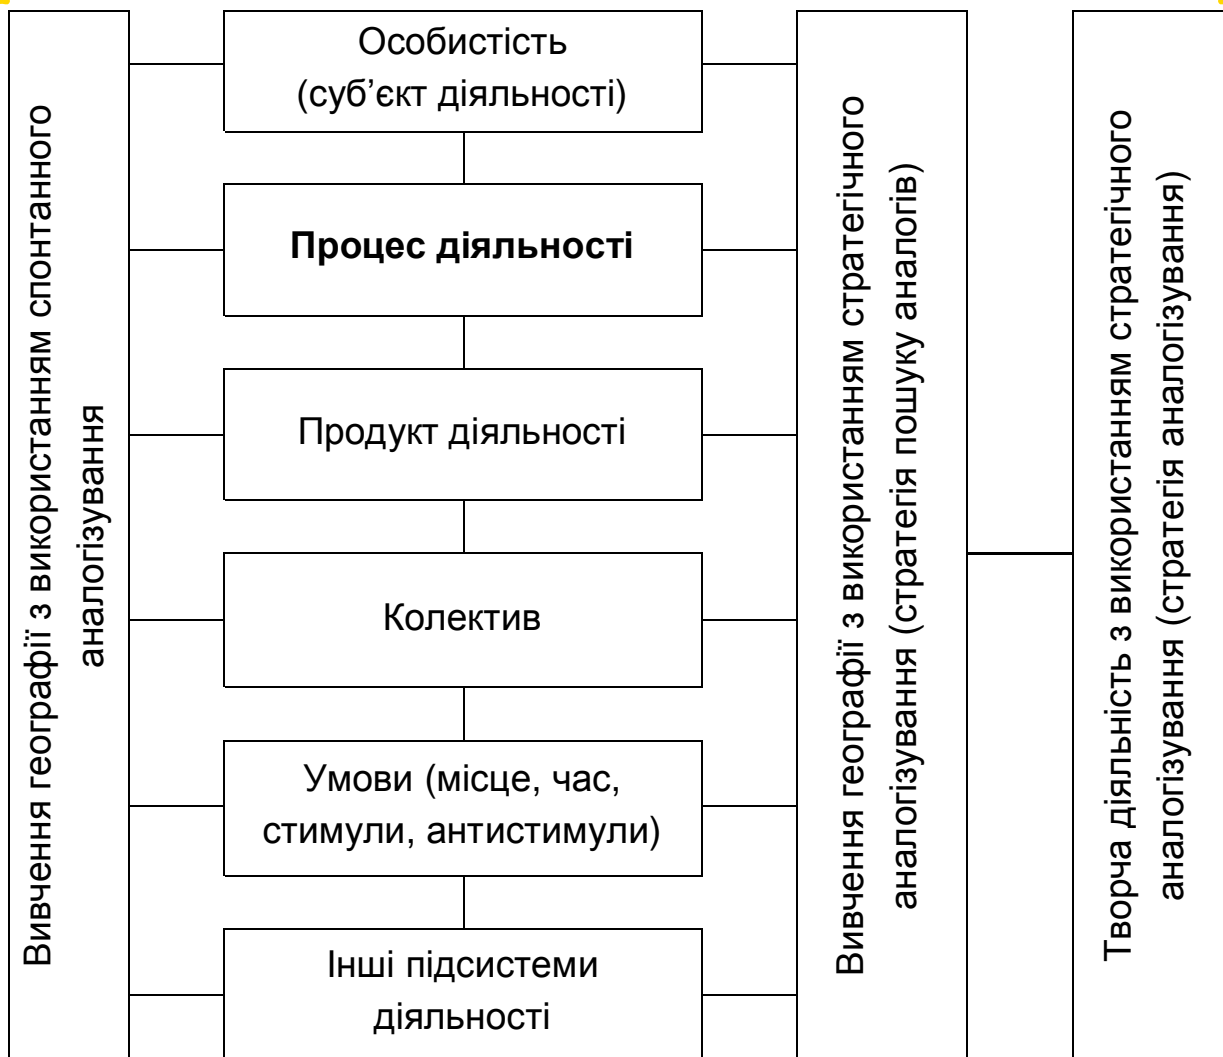 Вивчення географії з використанням спонтанного
аналогізування
Особистість
(суб’єкт діяльності)
Процес діяльності
Продукт діяльності
Колектив
Умови (місце, час,
стимули, антистимули)
Інші підсистеми
діяльності
Вивчення географії з використанням стратегічного
аналогізування (стратегія пошуку аналогів)
Творча діяльність з використанням стратегічного
аналогізування (стратегія аналогізування)